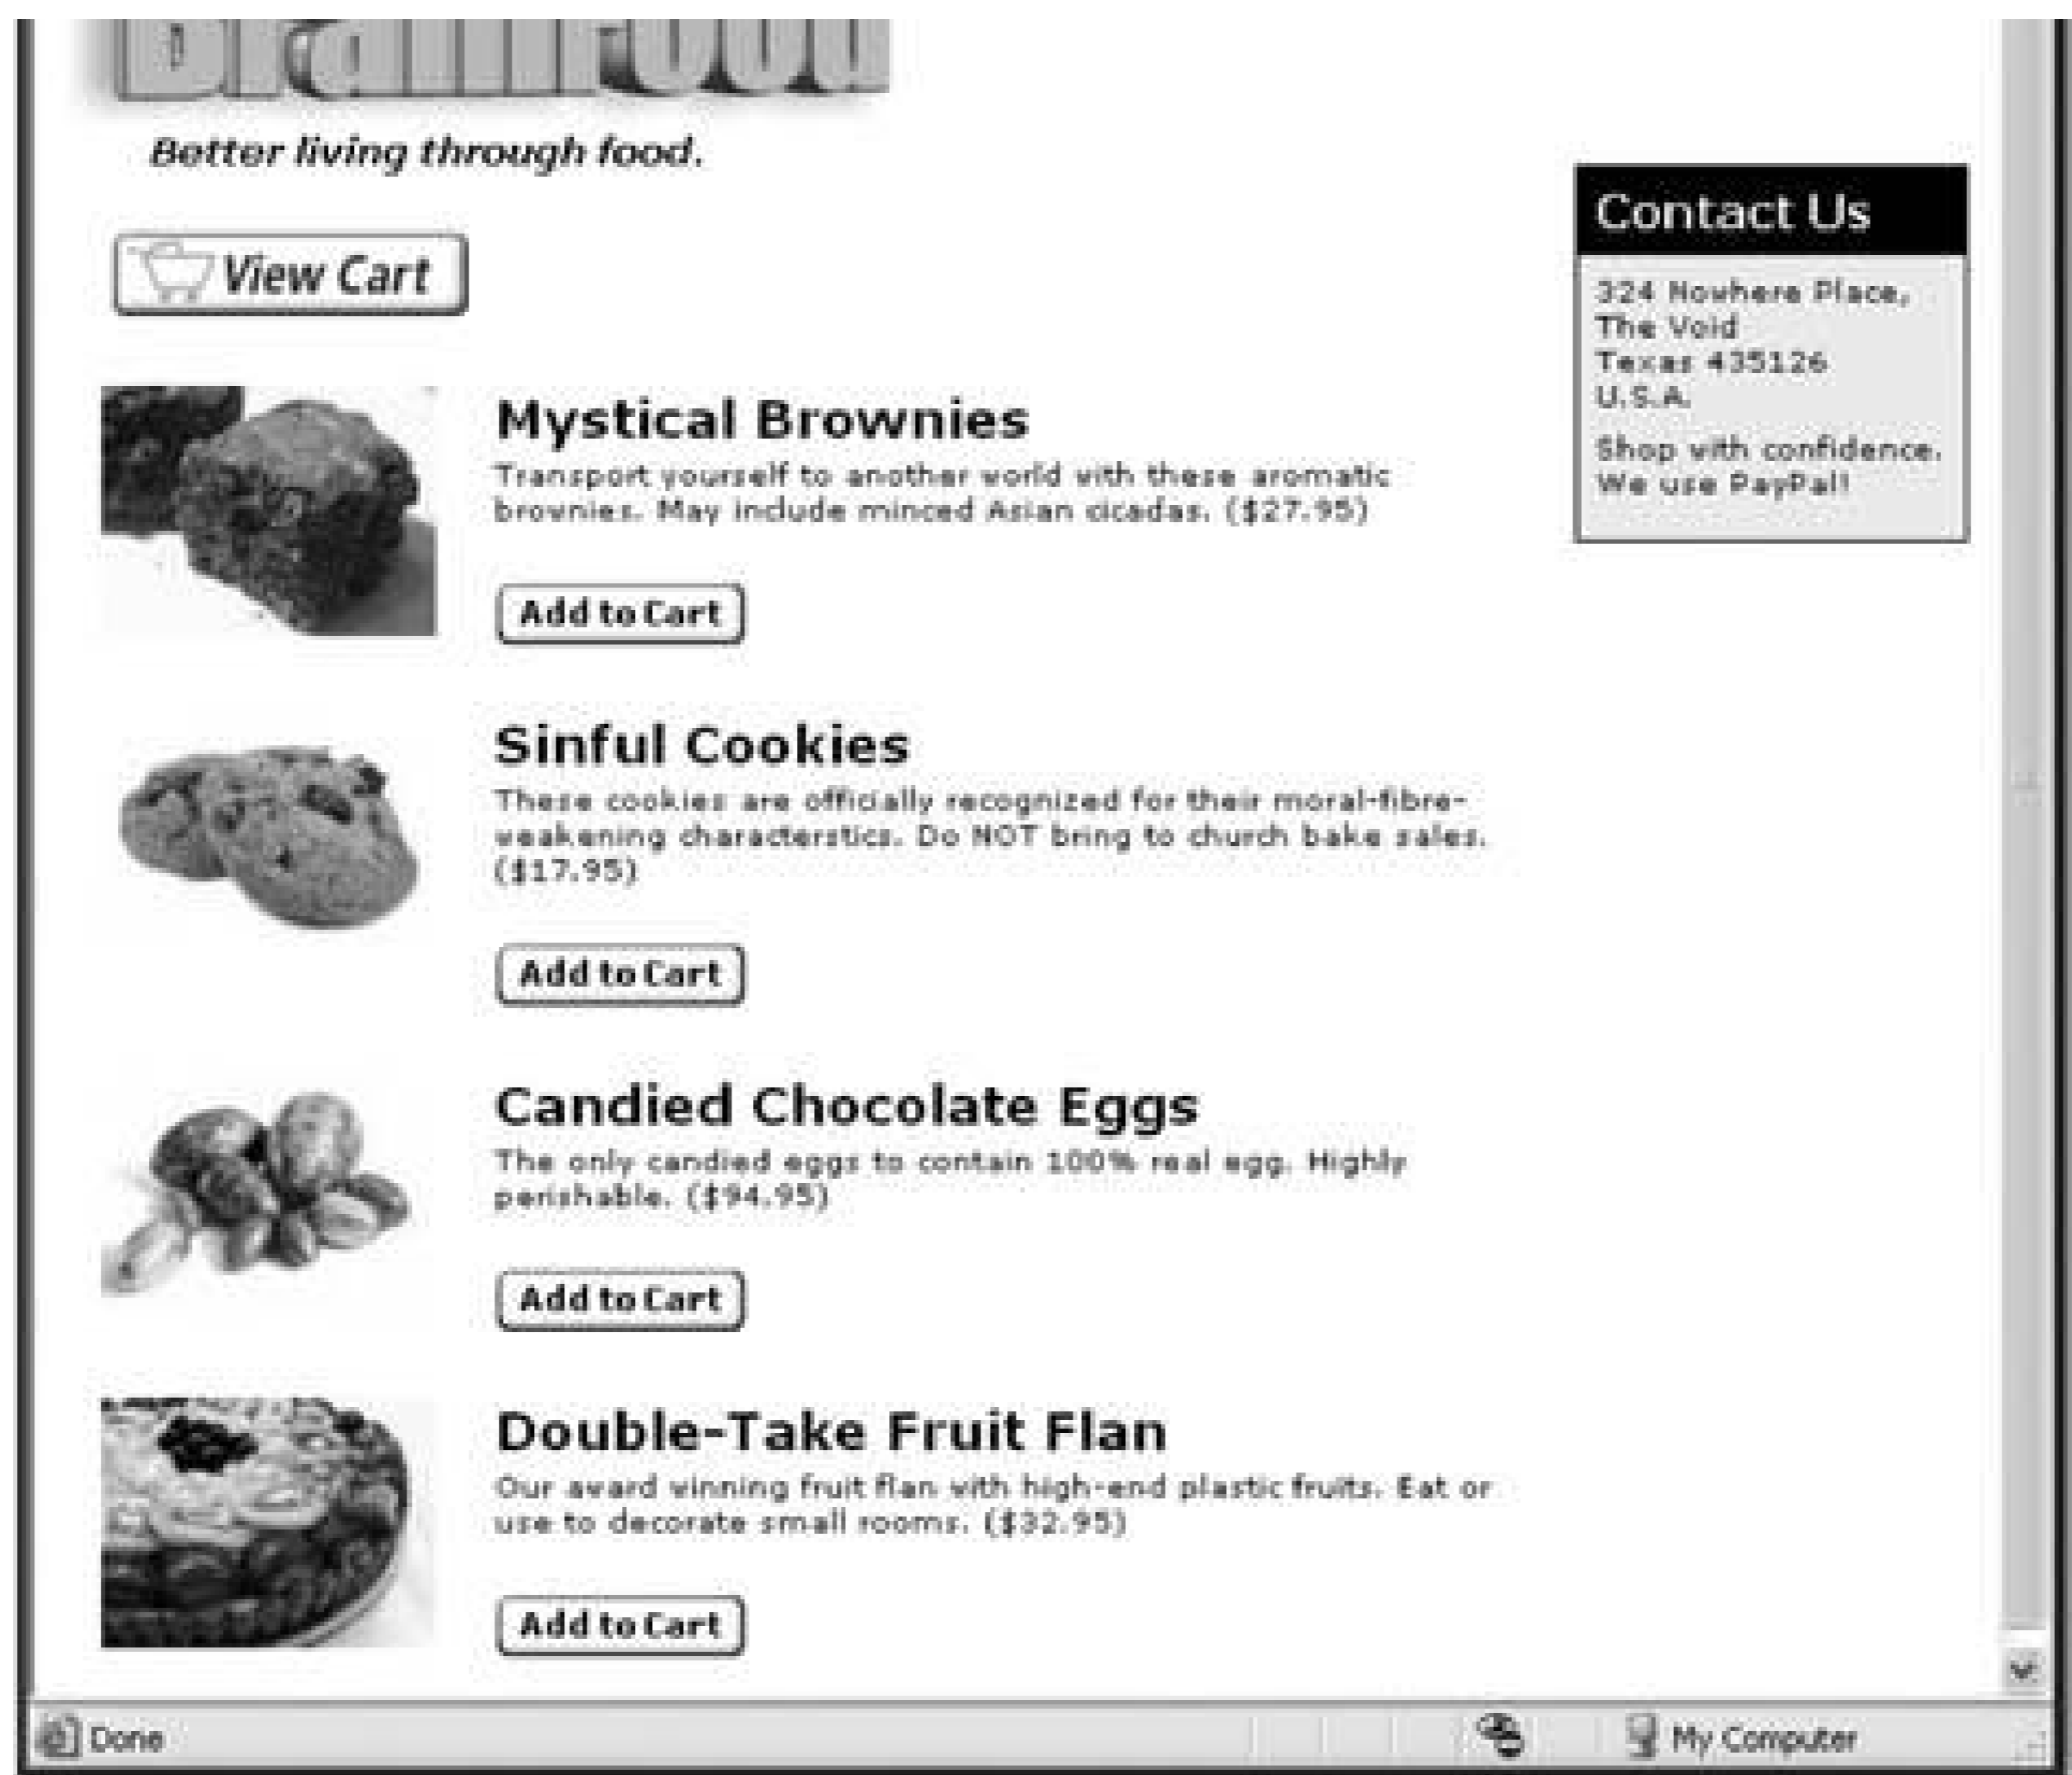 BrainFood
Better living through food.
View Cart
Contact Us
324 Nowhere Place,
The Void
Texas 435126
U.S.A.
Shop with confidence.
We use PayPal!
Mystical Brownies
Transport yourself to another world with these aromatic
brownies. May include minced Asian cicadas. ($27.95)
Add to Cart
Sinful Cookies
These cookies are officially recognized for their moral-fibre-
weakening characterstics. Do NOT bring to church bake sales.
($17.95)
Add to Cart
Candied Chocolate Eggs
The only candied eggs to contain 100% real egg. Highly
perishable. ($94.95)
Add to Cart
Double-Take Fruit Flan
Our award winning fruit flan with high-end plastic fruits. Eat or
use to decorate small rooms. ($32.95)
Add to Cart
Done
My Computer